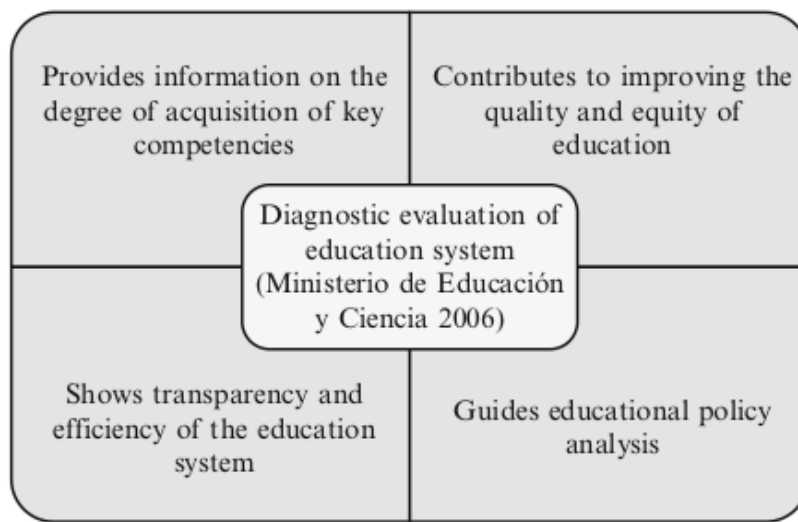 Provides information on the
degree of acquisition of key
competencies
Contributes to improving the
quality and equity of
education
Diagnostic evaluation of
education system
(Ministerio de Educación
y Ciencia 2006)
Shows transparency and
efficiency of the education
system
Guides educational policy
analysis